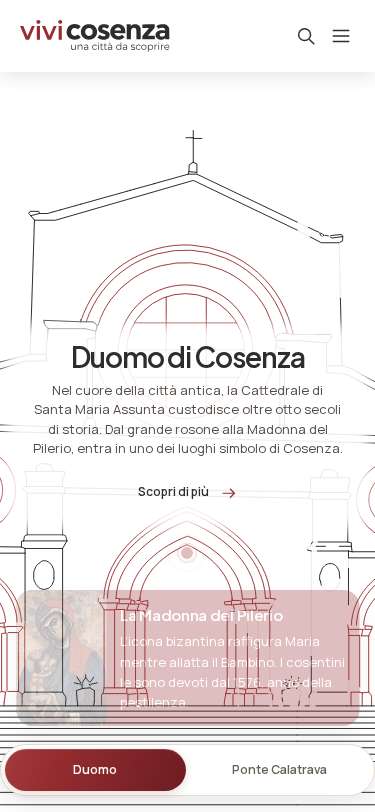 vivicosenza
una città da scoprire
Duomo di Cosenza
Nel cuore della città antica, la Cattedrale di
Santa Maria Assunta custodisce oltre otto secoli
di storia. Dal grande rosone alla Madonna del
Pilerio, entra in uno dei luoghi simbolo di Cosenza.
Scopri di più
La Madonna del Pilerio
L'icona bizantina raffigura Maria
mentre allatta il Bambino. I cosentini
le sono devoti dal 1576, anno della
pestilenza.
Duomo
Ponte Calatrava